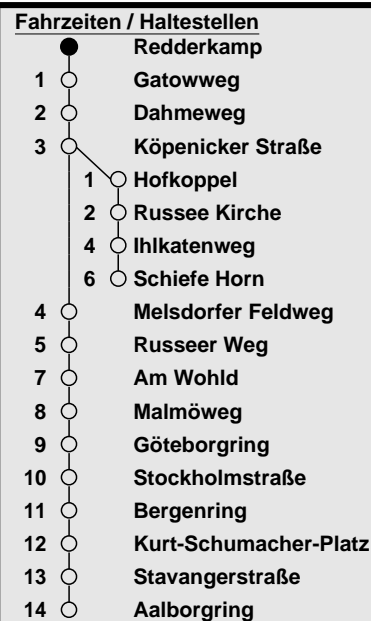 Fahrzeiten / Haltestellen
Redderkamp
1 Gatowweg
2 Dahmeweg
3 Köpenicker Straße
1 Hofkoppel
2 Russee Kirche
4 Ihlkatenweg
6 Schiefe Horn
4 Melsdorfer Feldweg
5 Russeer Weg
7 Am Wohld
8 Malmöweg
9 Göteborgring
10 Stockholmstraße
11 Bergenring
12 Kurt-Schumacher-Platz
13 Stavangerstraße
14 Aalborgring